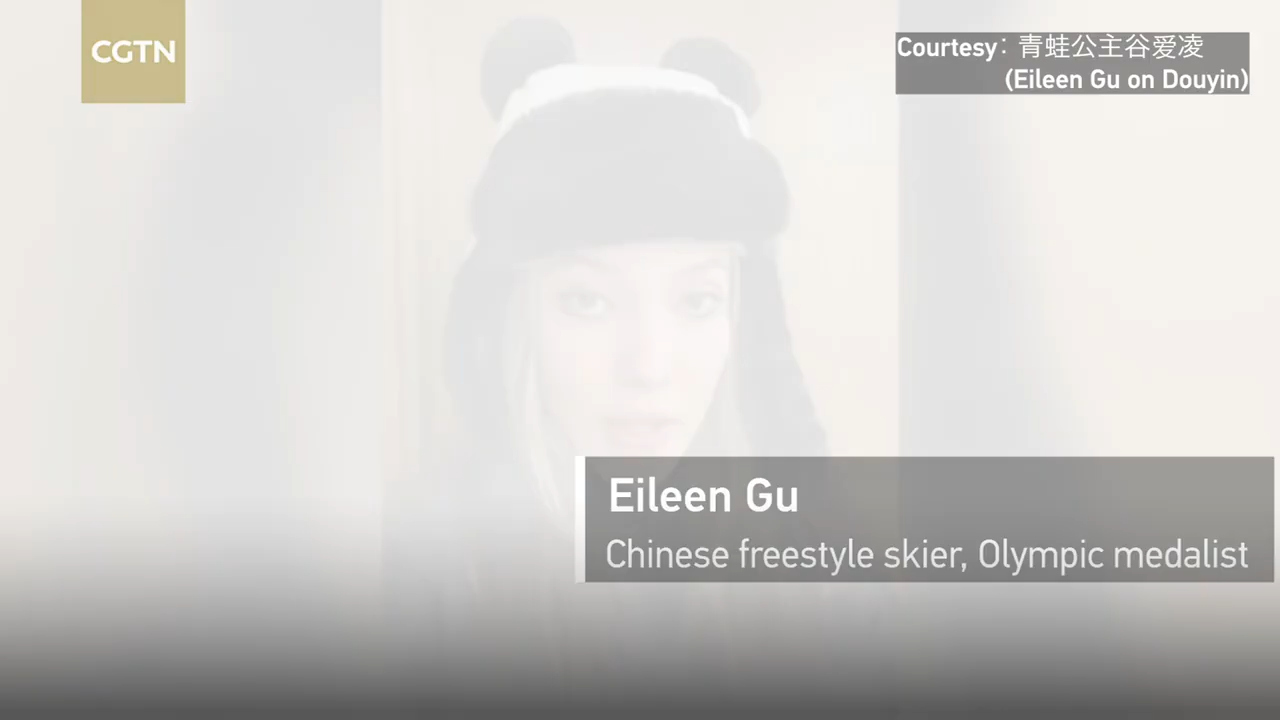 CGTN
Courtesy：青蛙公主谷爱凌
(Eileen Gu on Douyin)
Eileen Gu
Chinese freestyle skier, Olympic medalist